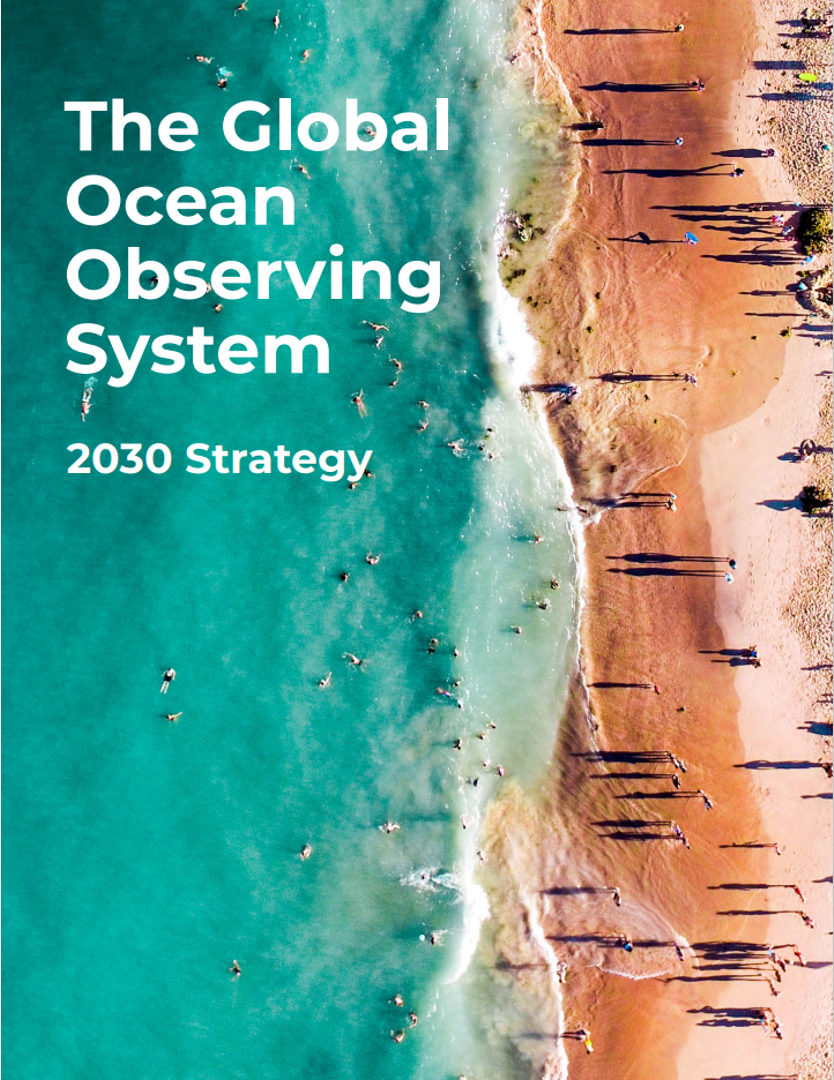 The Global
Ocean
Observing
System
2030 Strategy